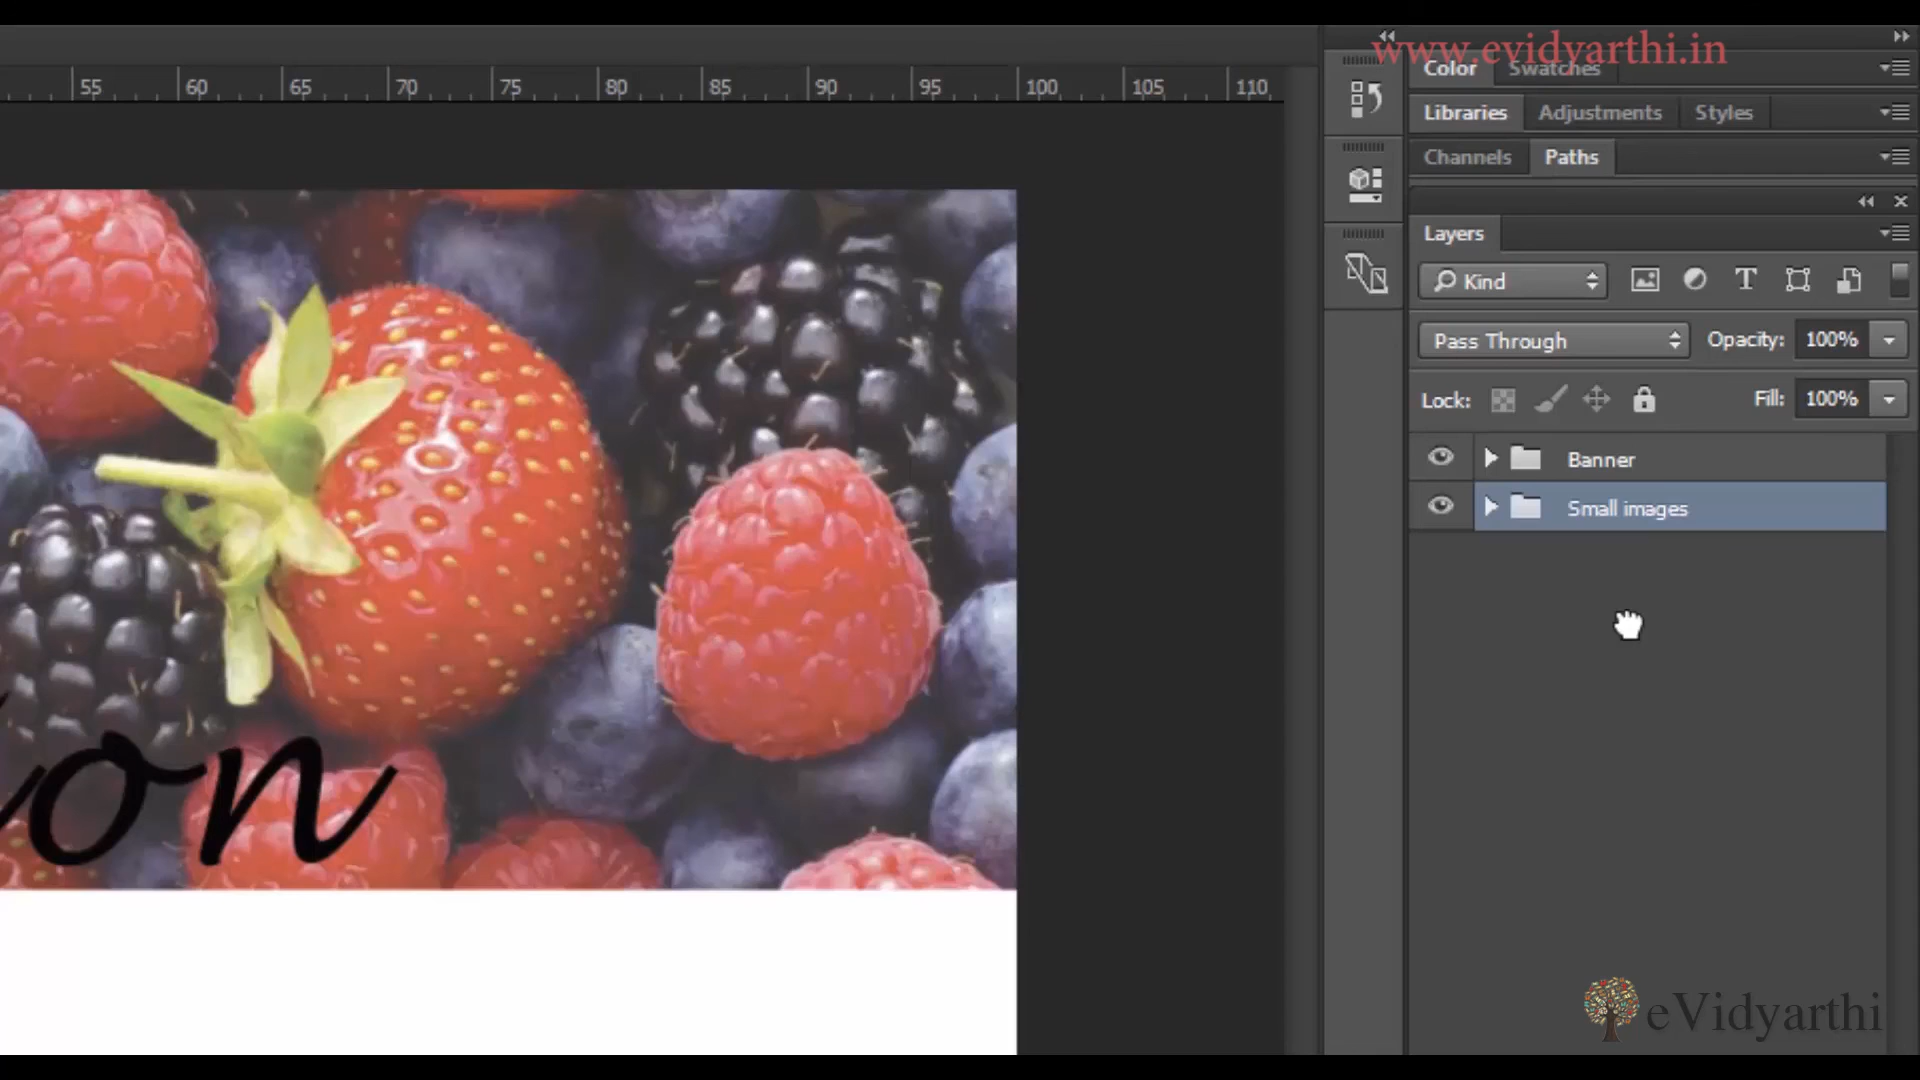 www.evidyarthi.in
Color Swatches
55 60 65 70 75 80 85 90 95 100 105 110
Libraries Adjustments Styles
Channels Paths
Layers
Kind T
Pass Through Opacity: 100%
Lock: Fill: 100%
Banner
Small images
on
eVidyarthi